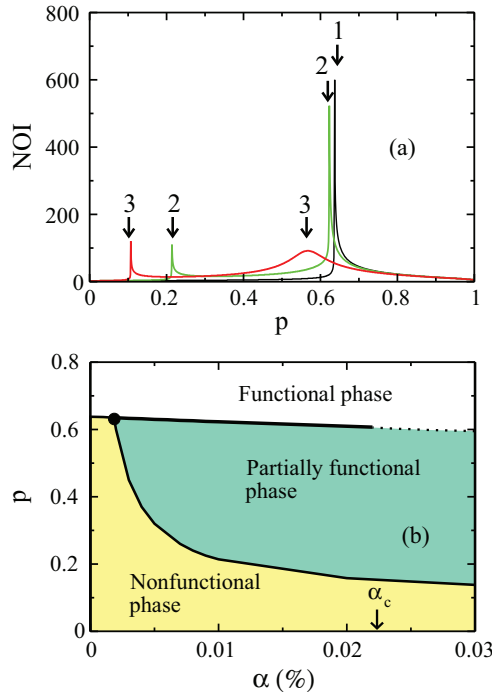 800
600
400
200
0
NOI
1
2
(a)
3
2
3
0
0.2
0.4
0.6
0.8
1
p
0.8
0.6
0.4
0.2
0
p
Functional phase
Partially functional
phase
(b)
Nonfunctional
phase
α_c
0
0.01
0.02
0.03
α (%)